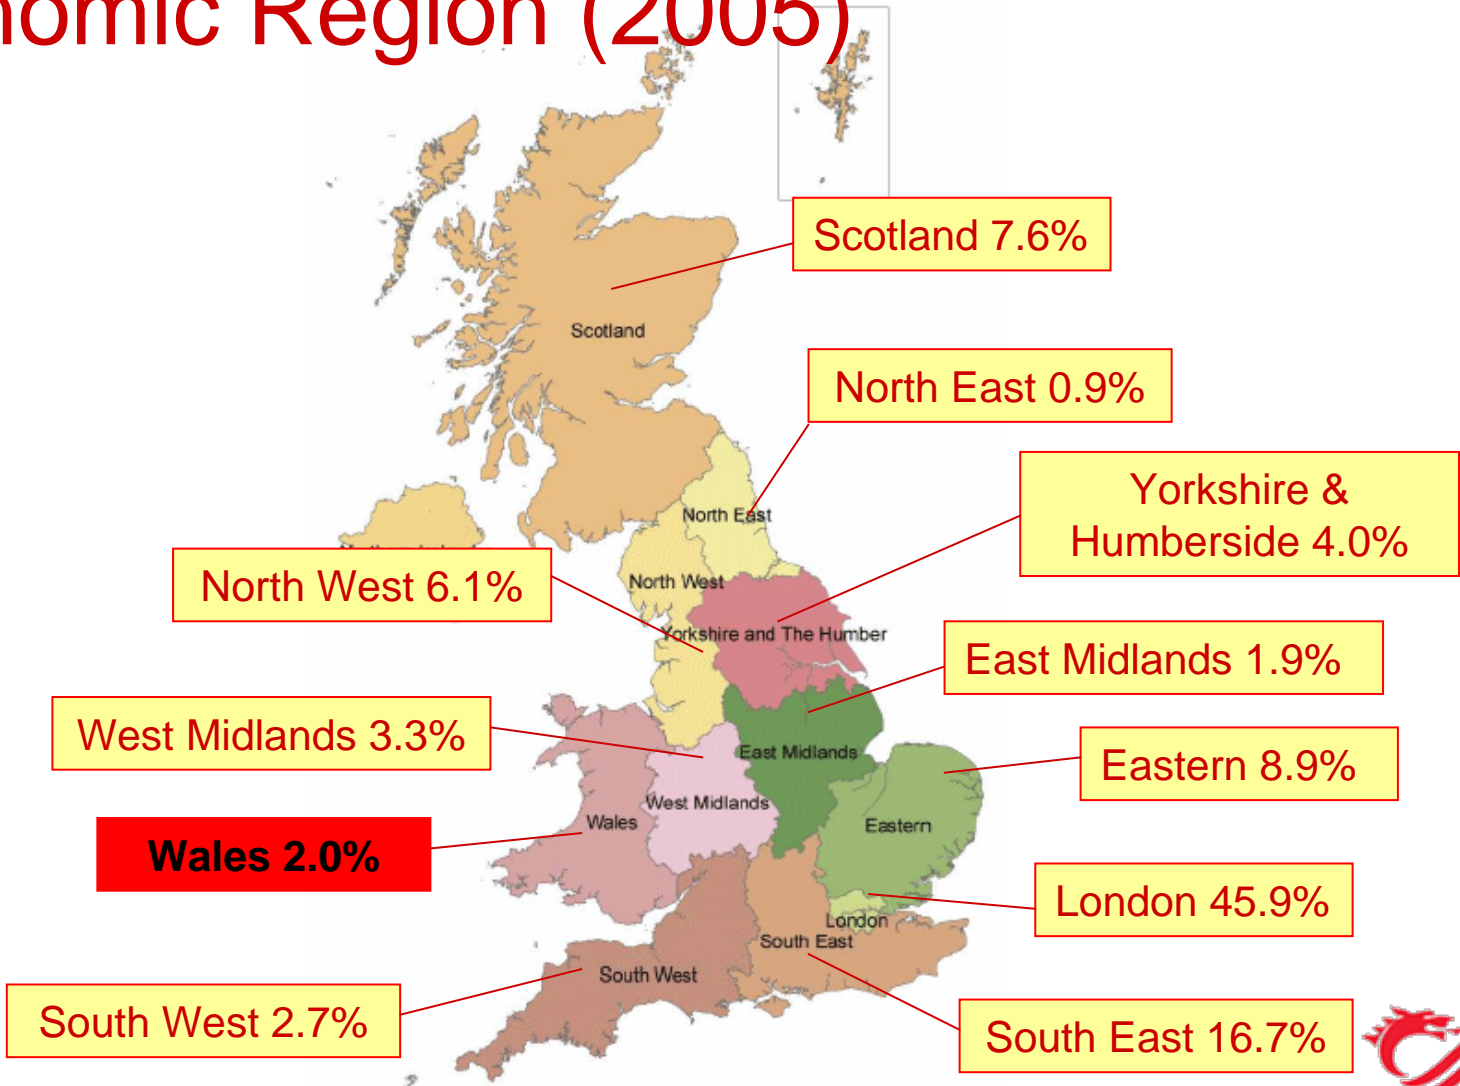 Region (2005)
Scotland 7.6%
Scotland
North East 0.9%
Yorkshire &
Humberside 4.0%
North East
North West 6.1%
North West
Yorkshire and The Humber
East Midlands 1.9%
West Midlands 3.3%
East Midlands
Eastern 8.9%
West Midlands
Wales
Eastern
Wales 2.0%
London 45.9%
London
South East
South West
South West 2.7%
South East 16.7%